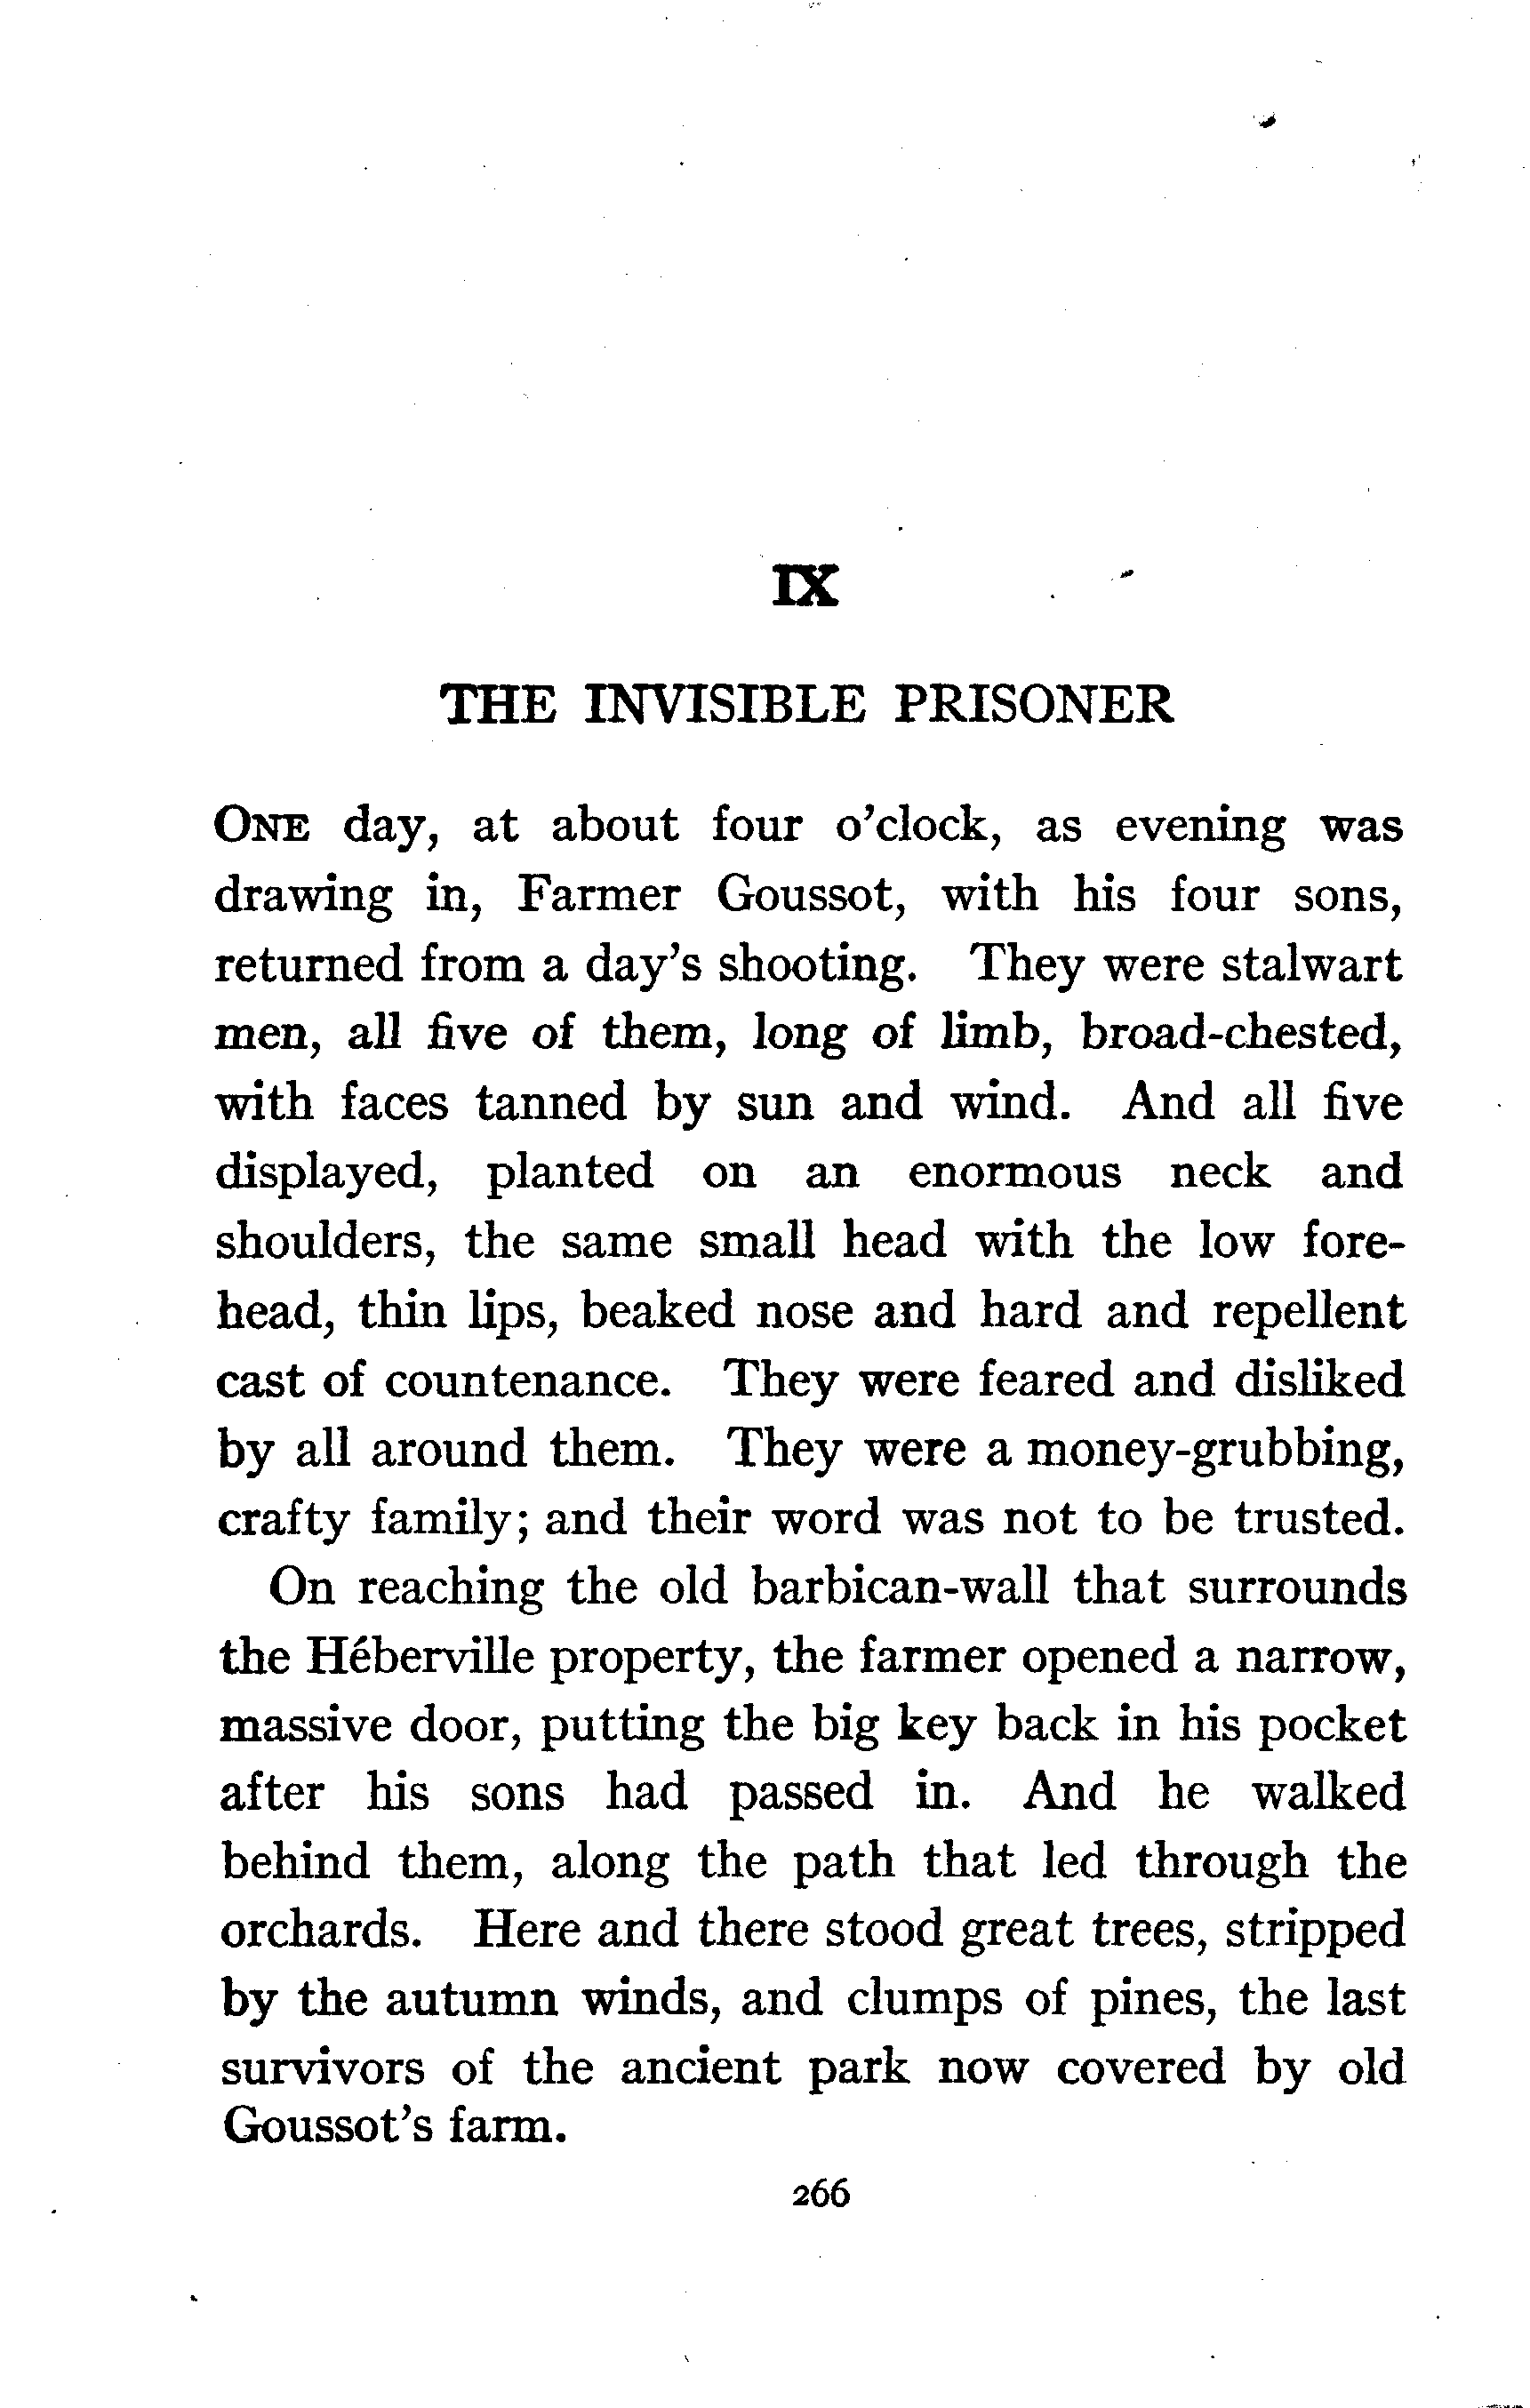 IX
THE INVISIBLE PRISONER
ONE day, at about four o'clock, as evening was
drawing in, Farmer Goussot, with his four sons,
returned from a day's shooting. They were stalwart
men, all five of them, long of limb, broad-chested,
with faces tanned by sun and wind. And all five
displayed, planted on an enormous neck and
shoulders, the same small head with the low fore-
head, thin lips, beaked nose and hard and repellent
cast of countenance. They were feared and disliked
by all around them. They were a money-grubbing,
crafty family; and their word was not to be trusted.
On reaching the old barbican-wall that surrounds
the Héberville property, the farmer opened a narrow,
massive door, putting the big key back in his pocket
after his sons had passed in. And he walked
behind them, along the path that led through the
orchards. Here and there stood great trees, stripped
by the autumn winds, and clumps of pines, the last
survivors of the ancient park now covered by old
Goussot's farm.
266